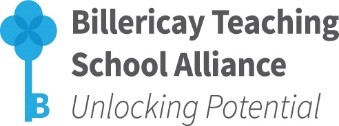 Billericay Teaching
School Alliance
B Unlocking Potential